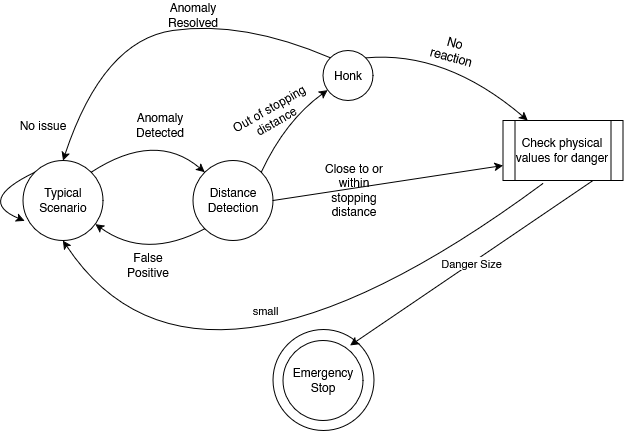 Anomaly
Resolved
No
reaction
Honk
No issue
Anomaly
Detected
Out of stopping
distance
Check physical
values for danger
Typical
Scenario
Distance
Detection
Close to or
within
stopping
distance
False
Positive
Danger Size
small
Emergency
Stop